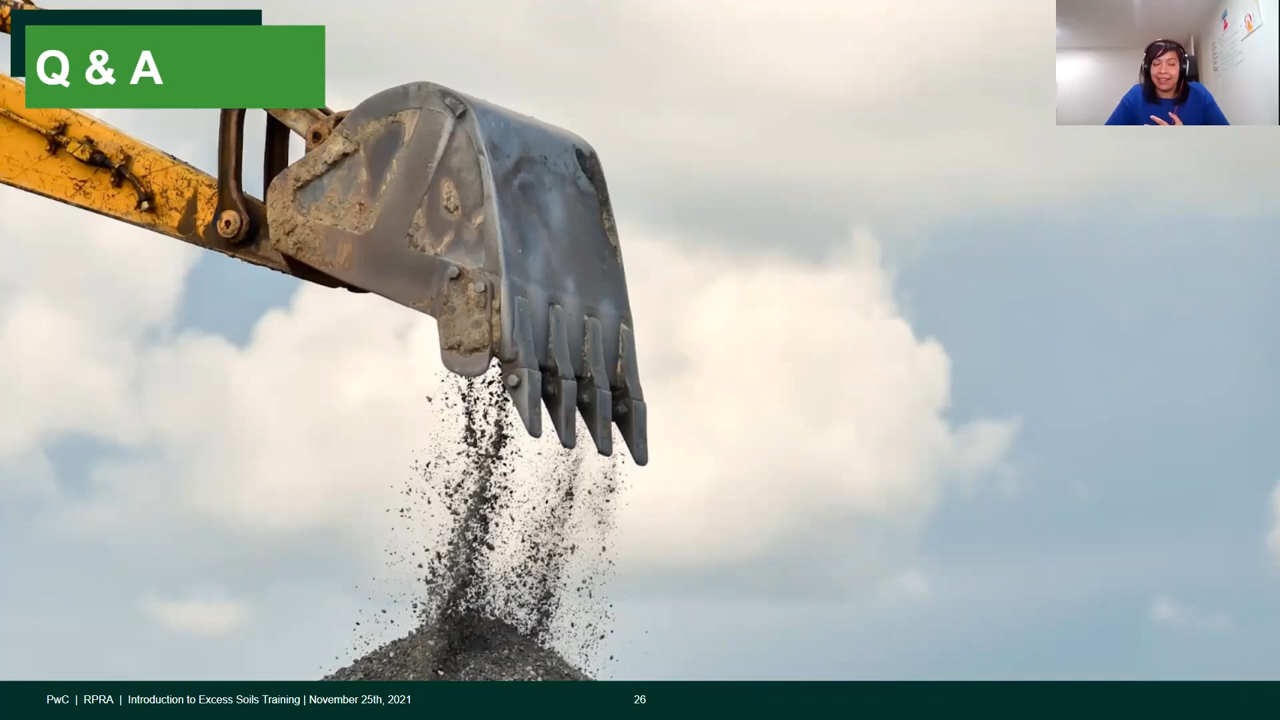 Q & A
PwC | RPRA | Introduction to Excess Soils Training | November 25th, 2021
26